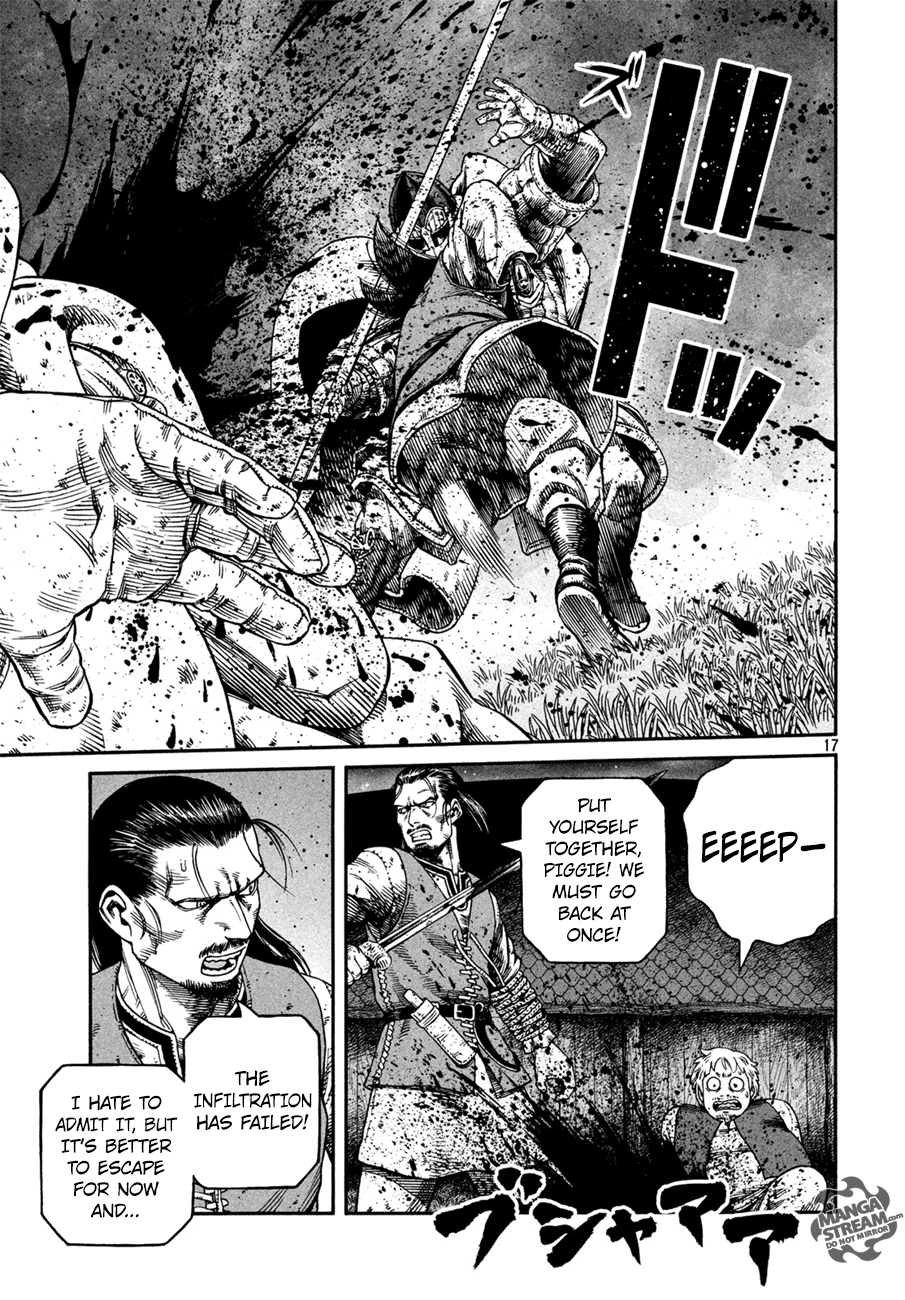 ズ
ドドッ
17
EEEEP–
PUT
YOURSELF
TOGETHER,
PIGGIE! WE
MUST GO
BACK AT
ONCE!
ブシャアアア
THE
INFILTRATION
HAS FAILED!
I HATE TO
ADMIT IT, BUT
IT'S BETTER
TO ESCAPE
FOR NOW
AND...
MANGA
STREAM.com
DO NOT MIRROR